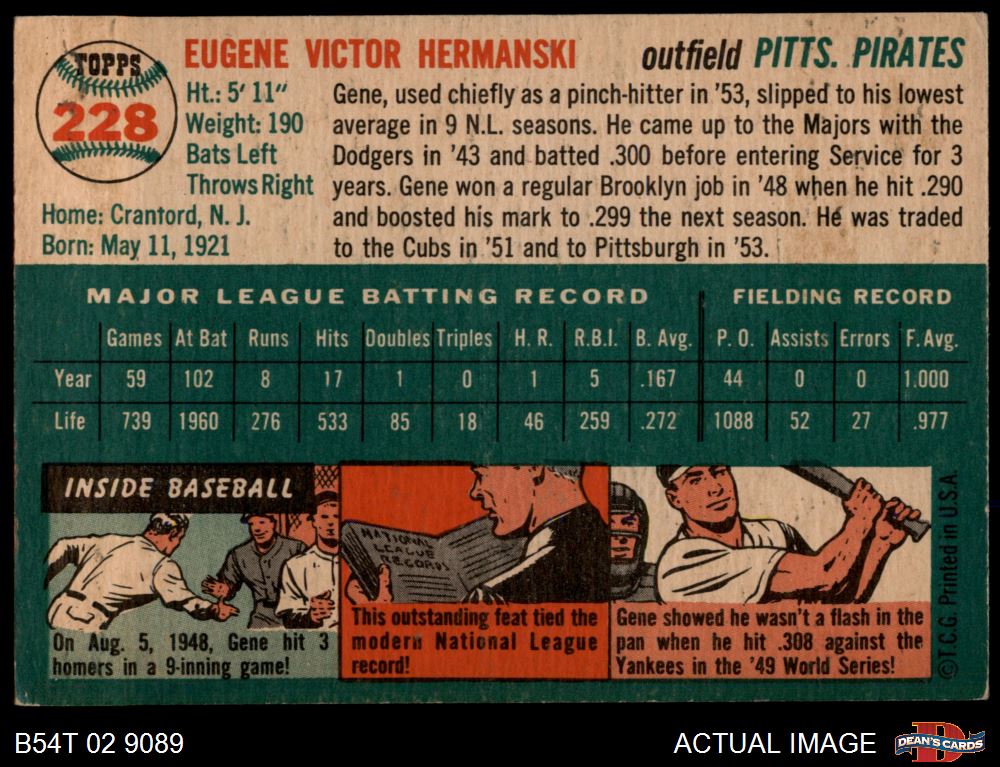 TOPPS
228
EUGENE VICTOR HERMANSKI
outfield PITTS. PIRATES
Ht.: 5' 11"
Weight: 190
Bats Left
Throws Right
Home: Cranford, N. J.
Born: May 11, 1921
Gene, used chiefly as a pinch-hitter in '53, slipped to his lowest
average in 9 N.L. seasons. He came up to the Majors with the
Dodgers in '43 and batted .300 before entering Service for 3
years. Gene won a regular Brooklyn job in '48 when he hit .290
and boosted his mark to .299 the next season. He was traded
to the Cubs in '51 and to Pittsburgh in '53.
MAJOR LEAGUE BATTING RECORD FIELDING RECORD
Games At Bat Runs Hits Doubles Triples H. R. R.B.I. B. Avg. P. O. Assists Errors F. Avg.
Year 59 102 8 17 1 0 1 5 .167 44 0 0 1.000
Life 739 1960 276 533 85 18 46 259 .272 1088 52 27 .977
INSIDE BASEBALL
On Aug. 5, 1948, Gene hit 3
homers in a 9-inning game!
NATIONAL
LEAGUE
RECORDS
This outstanding feat tied the
modern National League
record!
Gene showed he wasn't a flash in the
pan when he hit .308 against the
Yankees in the '49 World Series!
©T.C.G. Printed in U.S.A.
B54T 02 9089
ACTUAL IMAGE
DEAN'S CARDS